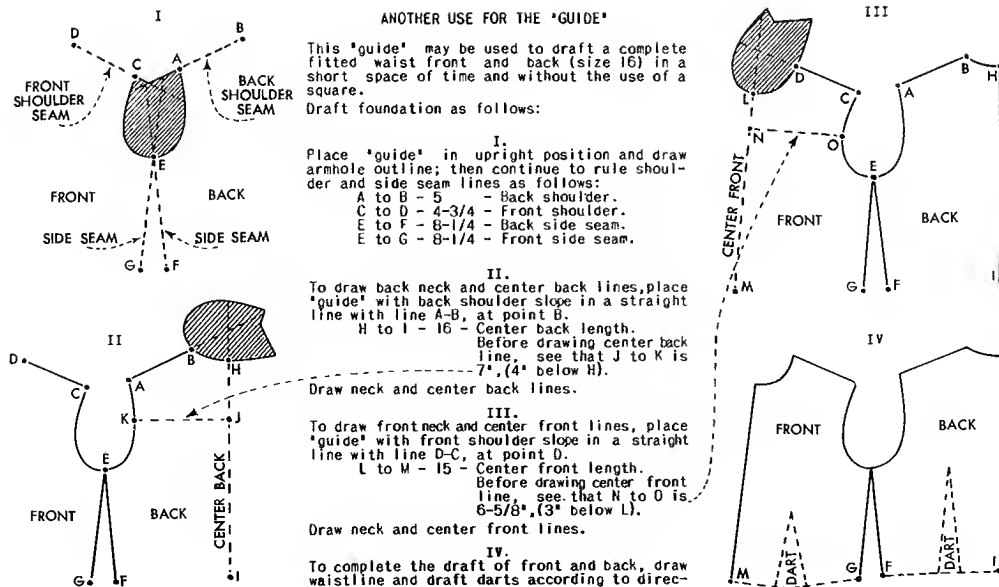 ANOTHER USE FOR THE "GUIDE"
This "guide" may be used to draft a complete
fitted waist front and back (size 16) in a
short space of time and without the use of a
square.
Draft foundation as follows:
I.
Place "guide" in upright position and draw
armhole outline; then continue to rule shoul-
der and side seam lines as follows:
A to B - 5 - Back shoulder.
C to D - 4-3/4 - Front shoulder.
E to F - 8-1/4 - Back side seam.
E to G - 8-1/4 - Front side seam.
II.
To draw back neck and center back lines, place
"guide" with back shoulder slope in a straight
line with line A-B, at point B.
H to I - 16 - Center back length.
Before drawing center back
line, see that J to K is
7", (4" below H).
Draw neck and center back lines.
III.
To draw front neck and center front lines, place
"guide" with front shoulder slope in a straight
line with line D-C, at point D.
L to M - 15 - Center front length.
Before drawing center front
line, see that N to O is
6-5/8", (3" below L).
Draw neck and center front lines.
IV.
To complete the draft of front and back, draw
waistline and draft darts according to direc-
I
D
B
C
A
FRONT
SHOULDER
SEAM
BACK
SHOULDER
SEAM
E
FRONT
BACK
SIDE SEAM
SIDE SEAM
G
F
II
D
B
H
C
A
K
J
E
FRONT
BACK
CENTER BACK
G
F
I
III
D
B
H
C
A
L
N
O
E
CENTER FRONT
FRONT
BACK
M
G
F
I
IV
FRONT
BACK
DART
DART
M
G
F
I